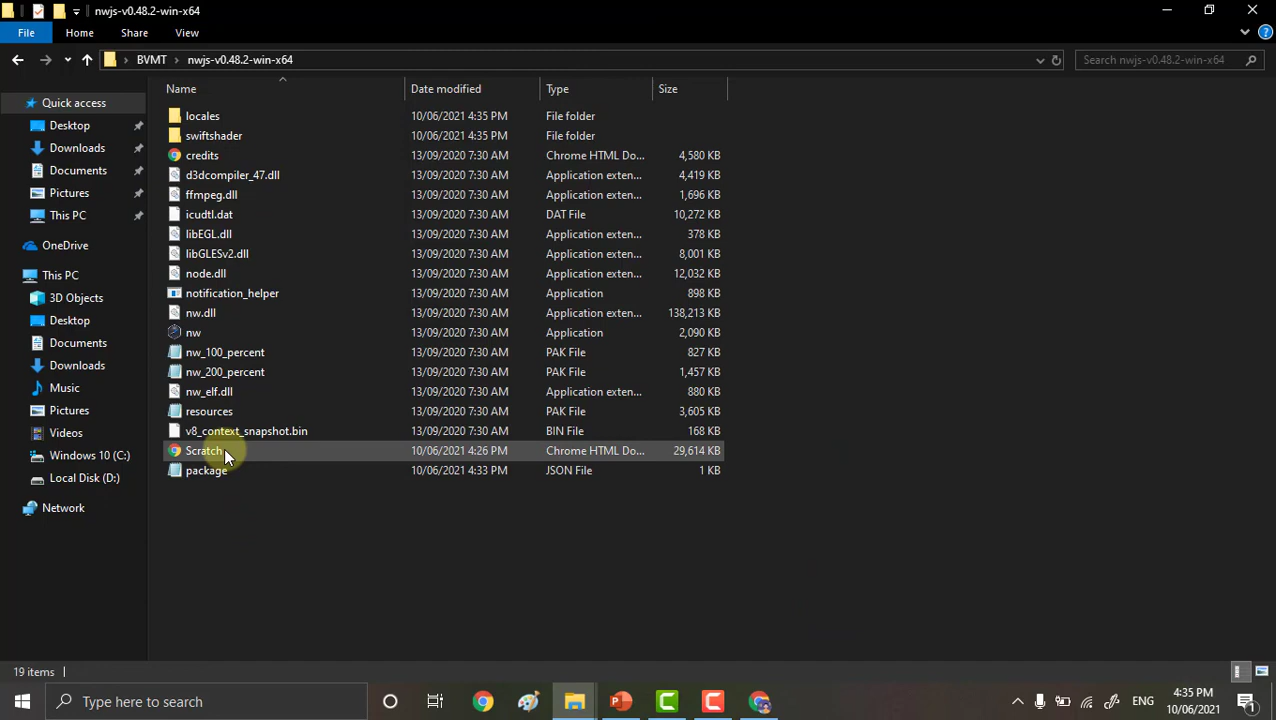 nwjs-v0.48.2-win-x64
File Home Share View
BVMT nwjs-v0.48.2-win-x64 Search nwjs-v0.48.2-win-x64
Name Date modified Type Size
Quick access
Desktop
Downloads
Documents
Pictures
This PC
OneDrive
This PC
3D Objects
Desktop
Documents
Downloads
Music
Pictures
Videos
Windows 10 (C:)
Local Disk (D:)
Network
locales 10/06/2021 4:35 PM File folder
swiftshader 10/06/2021 4:35 PM File folder
credits 13/09/2020 7:30 AM Chrome HTML Do... 4,580 KB
d3dcompiler_47.dll 13/09/2020 7:30 AM Application exten... 4,419 KB
ffmpeg.dll 13/09/2020 7:30 AM Application exten... 1,696 KB
icudtl.dat 13/09/2020 7:30 AM DAT File 10,272 KB
libEGL.dll 13/09/2020 7:30 AM Application exten... 378 KB
libGLESv2.dll 13/09/2020 7:30 AM Application exten... 8,001 KB
node.dll 13/09/2020 7:30 AM Application exten... 12,032 KB
notification_helper 13/09/2020 7:30 AM Application 898 KB
nw.dll 13/09/2020 7:30 AM Application exten... 138,213 KB
nw 13/09/2020 7:30 AM Application 2,090 KB
nw_100_percent 13/09/2020 7:30 AM PAK File 827 KB
nw_200_percent 13/09/2020 7:30 AM PAK File 1,457 KB
nw_elf.dll 13/09/2020 7:30 AM Application exten... 880 KB
resources 13/09/2020 7:30 AM PAK File 3,605 KB
v8_context_snapshot.bin 13/09/2020 7:30 AM BIN File 168 KB
Scratch 10/06/2021 4:26 PM Chrome HTML Do... 29,614 KB
package 10/06/2021 4:33 PM JSON File 1 KB
19 items
Type here to search
ENG
4:35 PM
10/06/2021
1